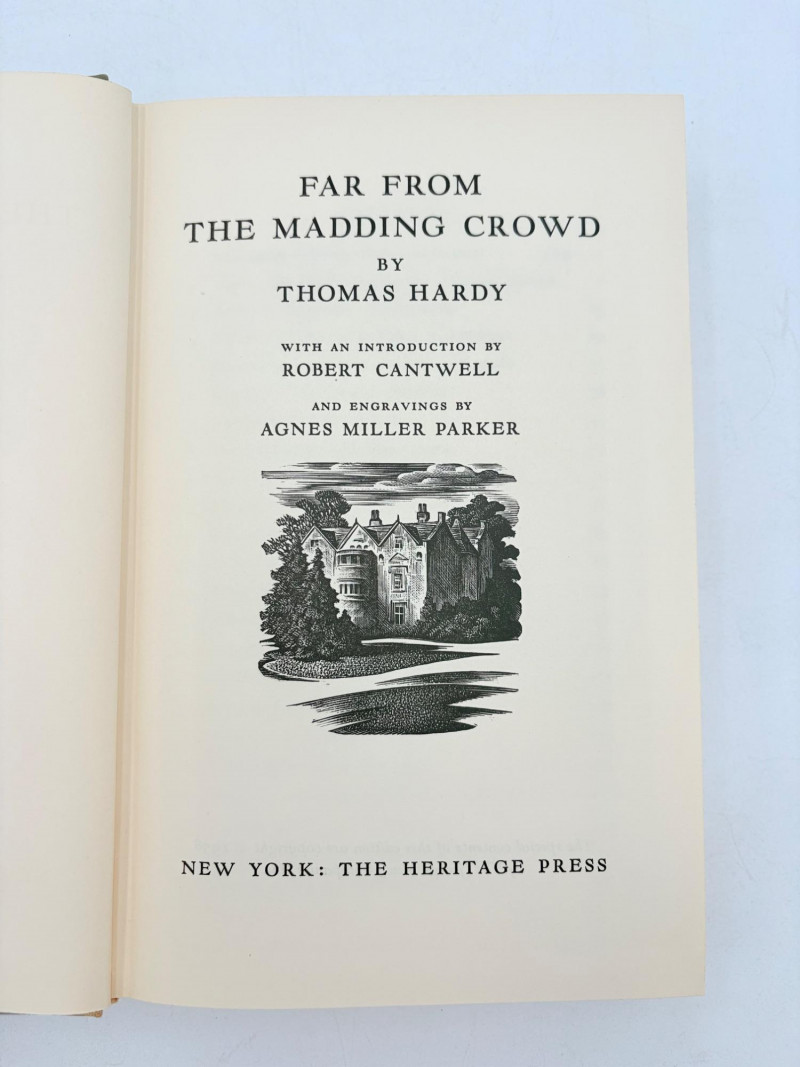 FAR FROM
THE MADDING CROWD
BY
THOMAS HARDY
WITH AN INTRODUCTION BY
ROBERT CANTWELL
AND ENGRAVINGS BY
AGNES MILLER PARKER
NEW YORK: THE HERITAGE PRESS